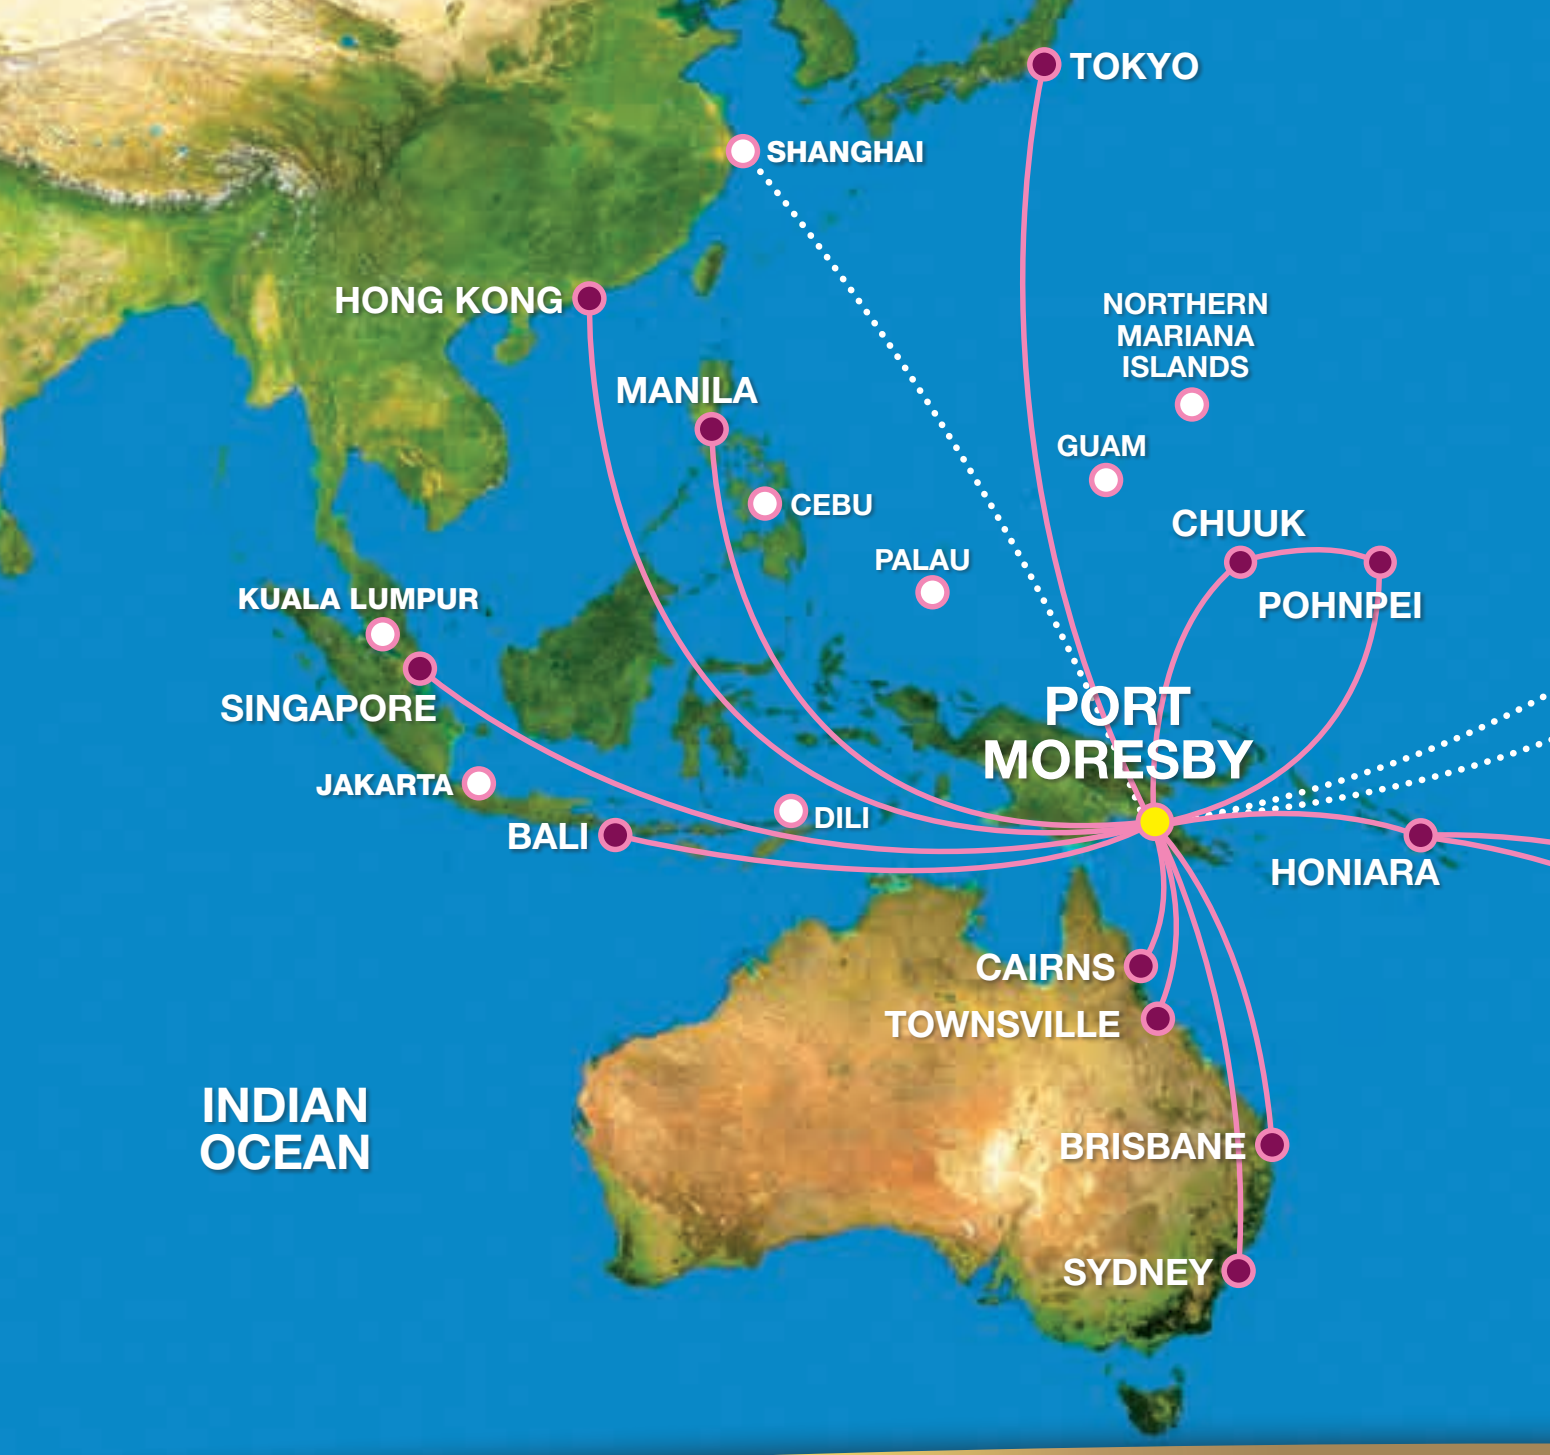 TOKYO
SHANGHAI
HONG KONG
NORTHERN
MARIANA
ISLANDS
MANILA
GUAM
CEBU
CHUUK
PALAU
KUALA LUMPUR
POHNPEI
SINGAPORE
PORT
MORESBY
JAKARTA
DILI
BALI
HONIARA
CAIRNS
TOWNSVILLE
INDIAN
OCEAN
BRISBANE
SYDNEY